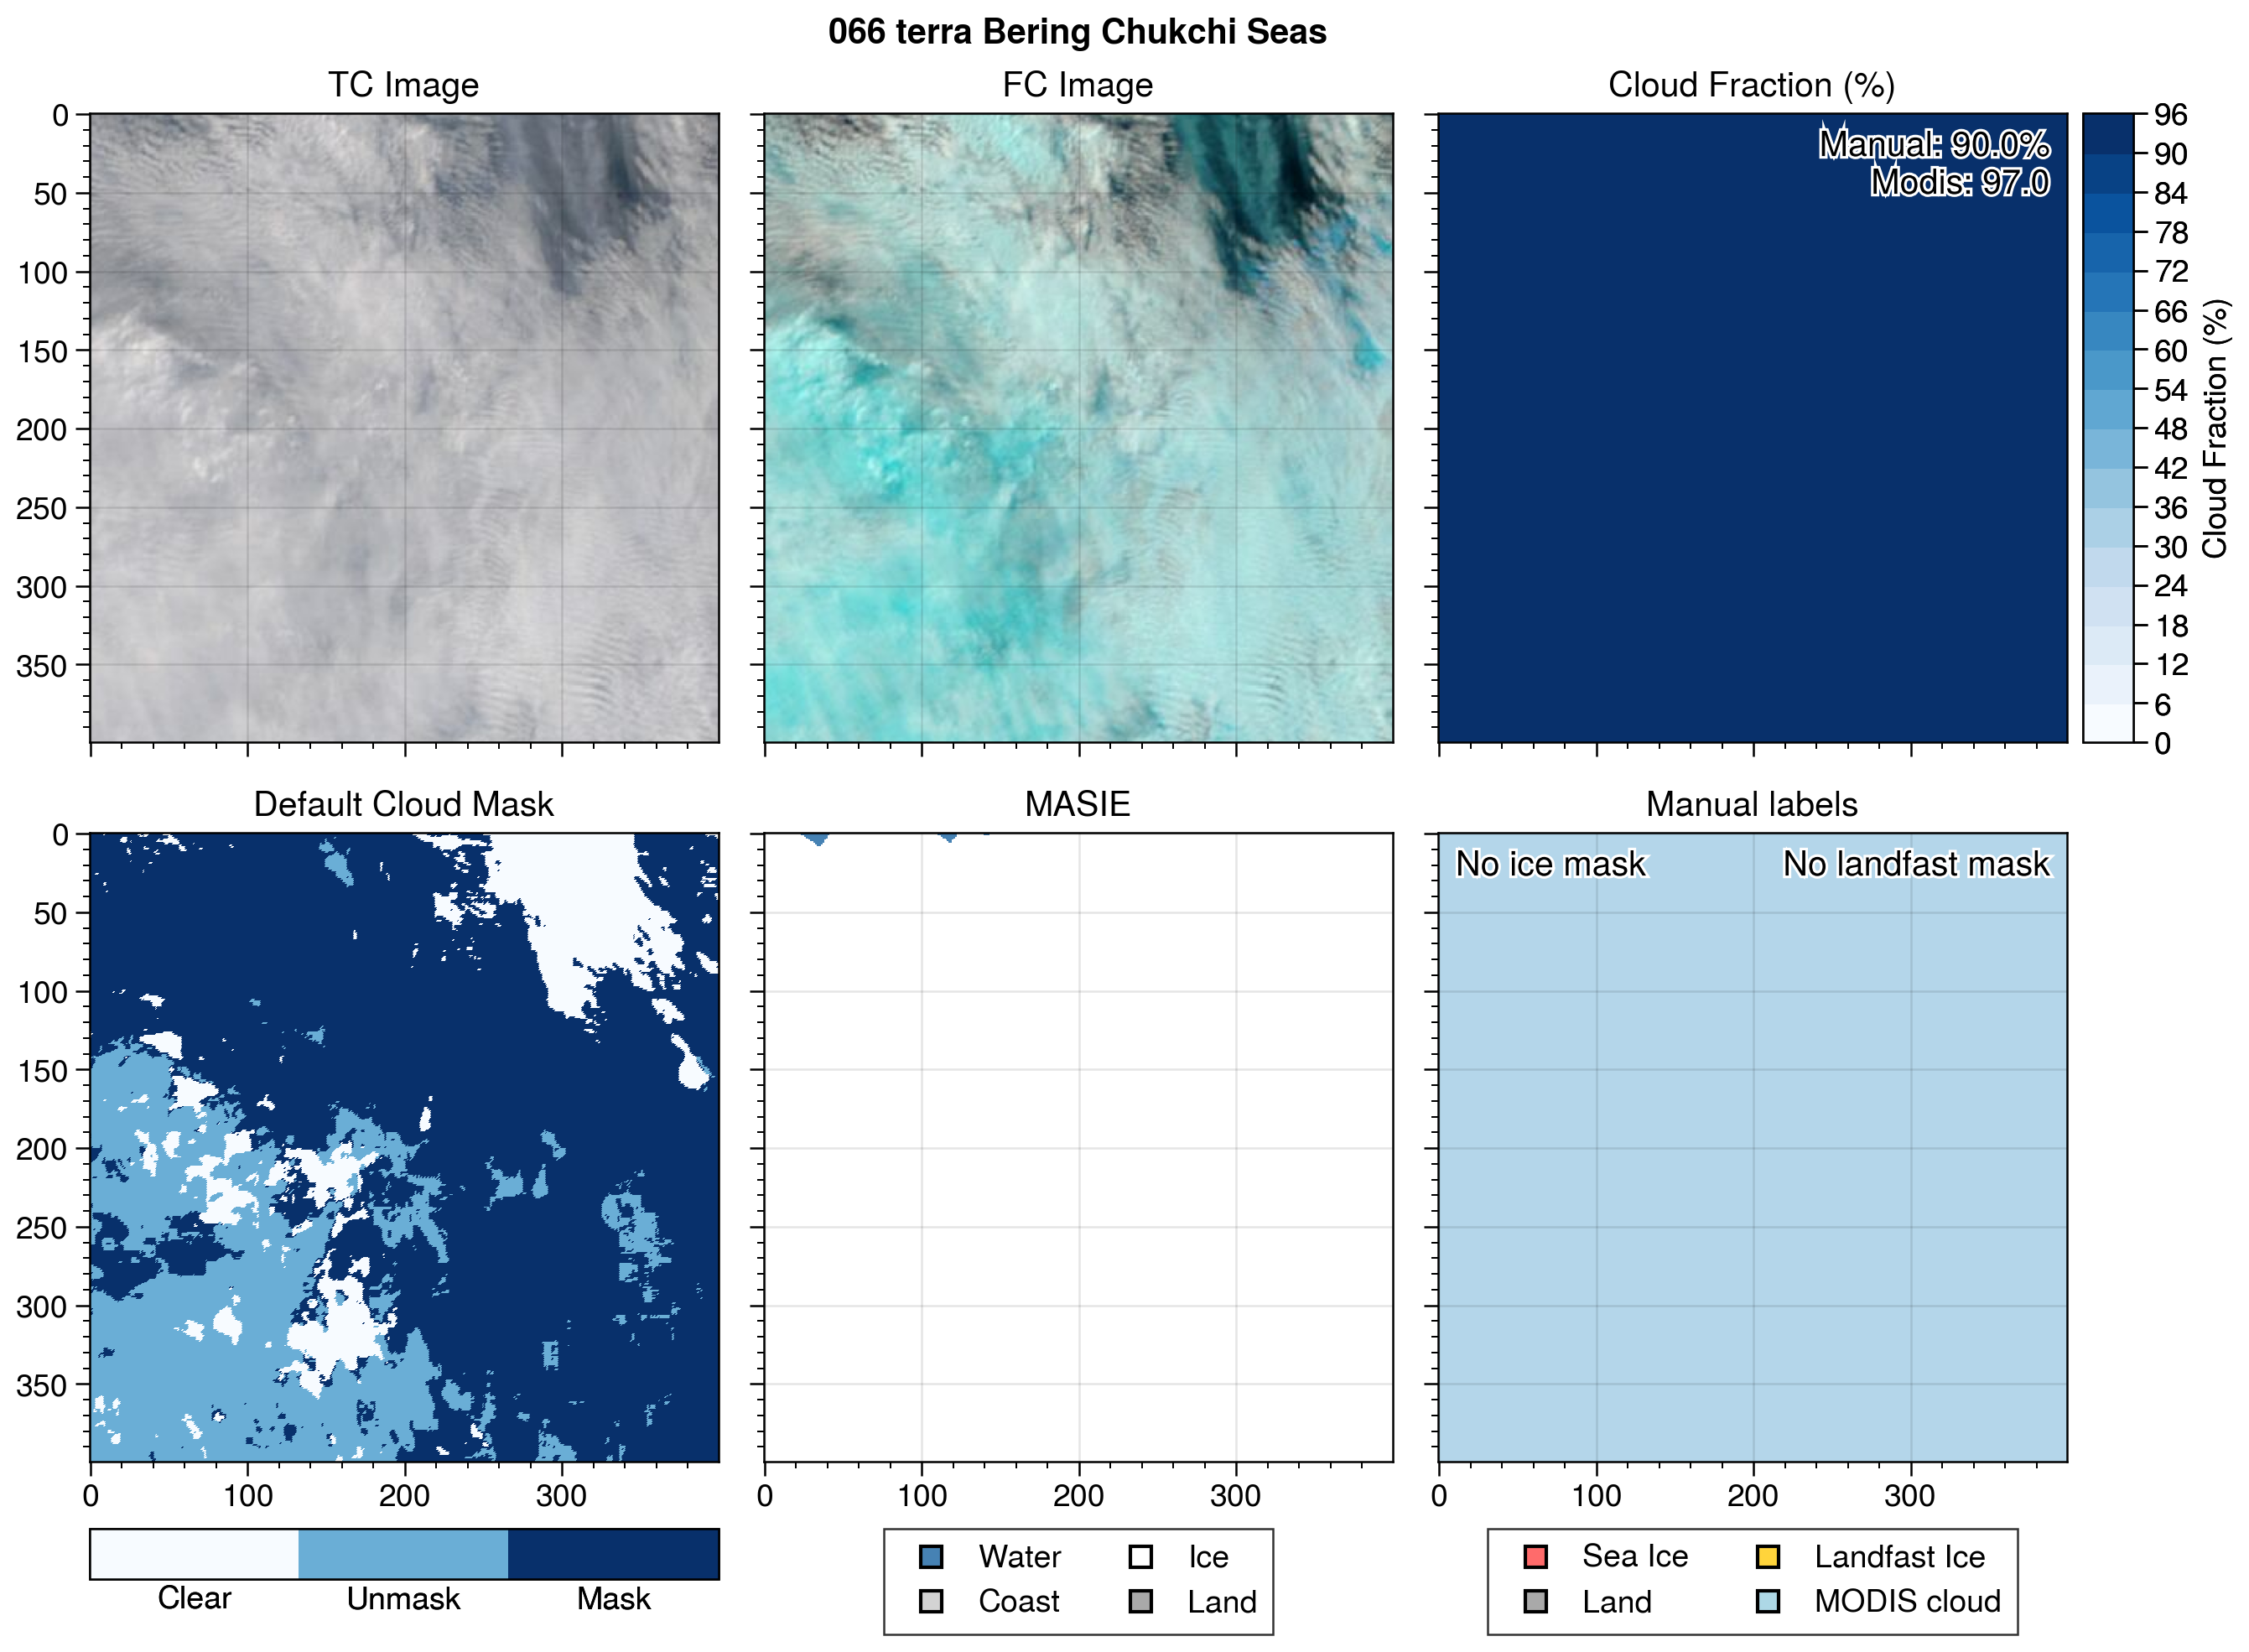 066 terra Bering Chukchi Seas
TC Image
FC Image
Cloud Fraction (%)
0
50
100
150
200
250
300
350
Manual: 90.0%
Modis: 97.0
96
90
84
78
72
66
60
54
48
42
36
30
24
18
12
6
0
Cloud Fraction (%)
Default Cloud Mask
MASIE
Manual labels
0
50
100
150
200
250
300
350
No ice mask
No landfast mask
0 100 200 300
0 100 200 300
0 100 200 300
Clear Unmask Mask
Water Ice
Coast Land
Sea Ice Landfast Ice
Land MODIS cloud